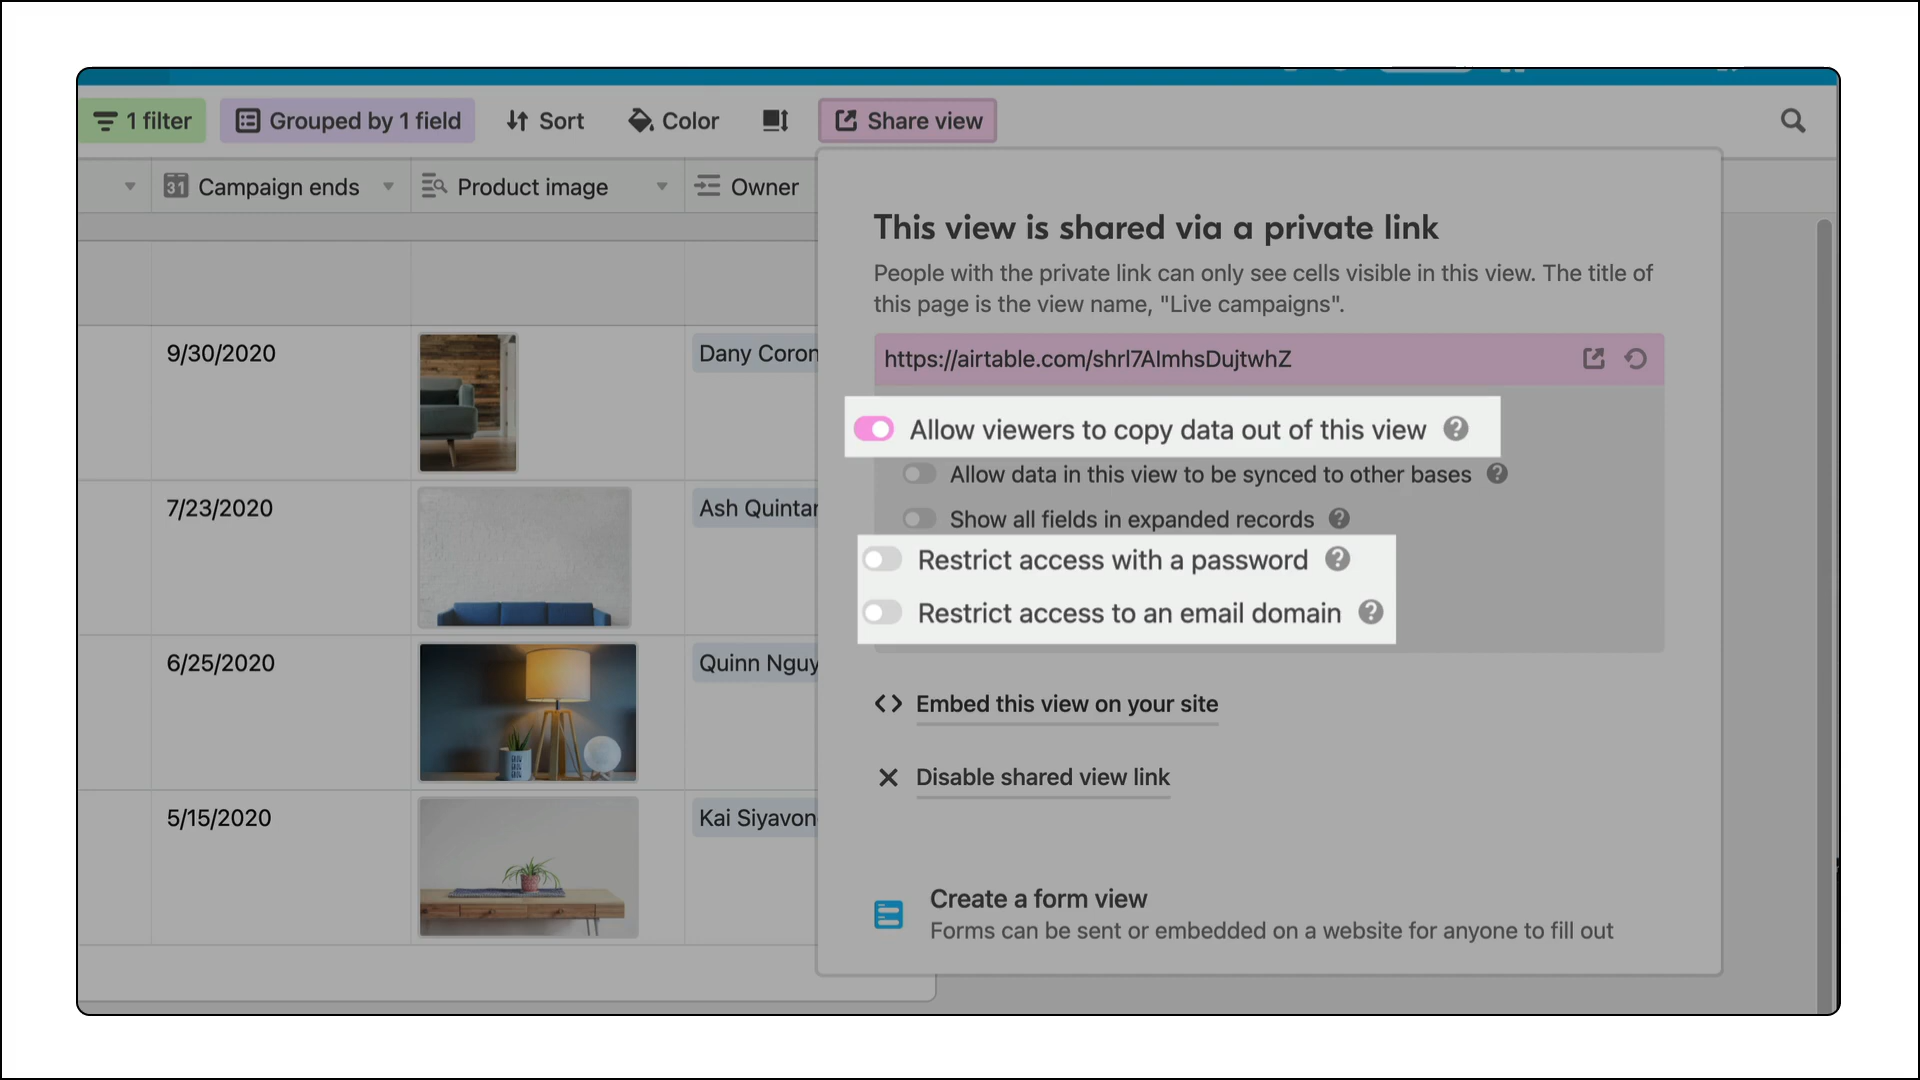 1 filter
Grouped by 1 field
Sort
Color
Share view
31
Campaign ends
Product image
Owner
This view is shared via a private link
People with the private link can only see cells visible in this view. The title of
this page is the view name, "Live campaigns".
https://airtable.com/shrl7AlmhsDujtwhZ
Allow viewers to copy data out of this view ?
Allow data in this view to be synced to other bases ?
Show all fields in expanded records ?
Restrict access with a password ?
Restrict access to an email domain ?
Embed this view on your site
Disable shared view link
Create a form view
Forms can be sent or embedded on a website for anyone to fill out
9/30/2020
Dany Coron
7/23/2020
Ash Quintar
6/25/2020
Quinn Nguy
5/15/2020
Kai Siyavon